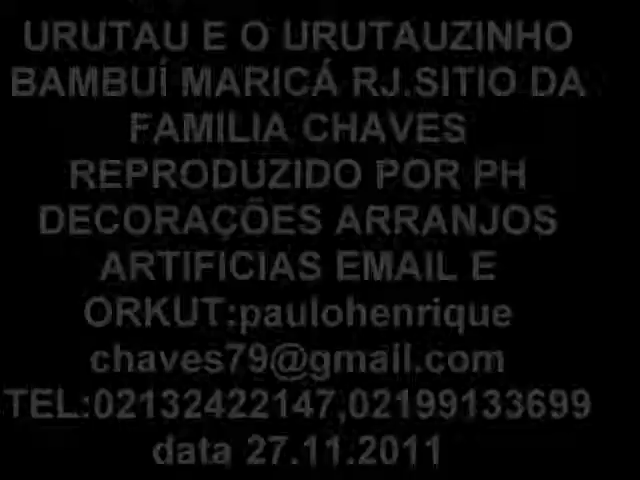 URUTAU E O URUTAUZINHO
BAMBUÍ MARICÁ RJ.SITIO DA
FAMILIA CHAVES
REPRODUZIDO POR PH
DECORAÇÕES ARRANJOS
ARTIFICIAS EMAIL E
ORKUT:paulohenrique
chaves79@gmail.com
TEL:02132422147,02199133699
data 27.11.2011